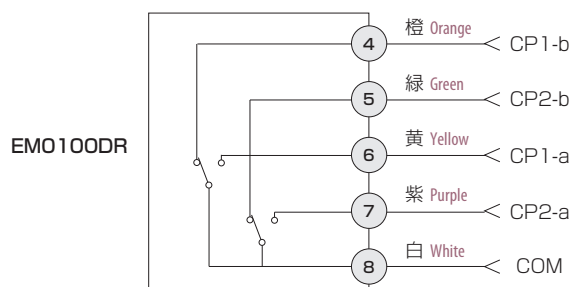 4 橙 Orange CP1-b
5 緑 Green CP2-b
EM0100DR
6 黄 Yellow CP1-a
7 紫 Purple CP2-a
8 白 White COM